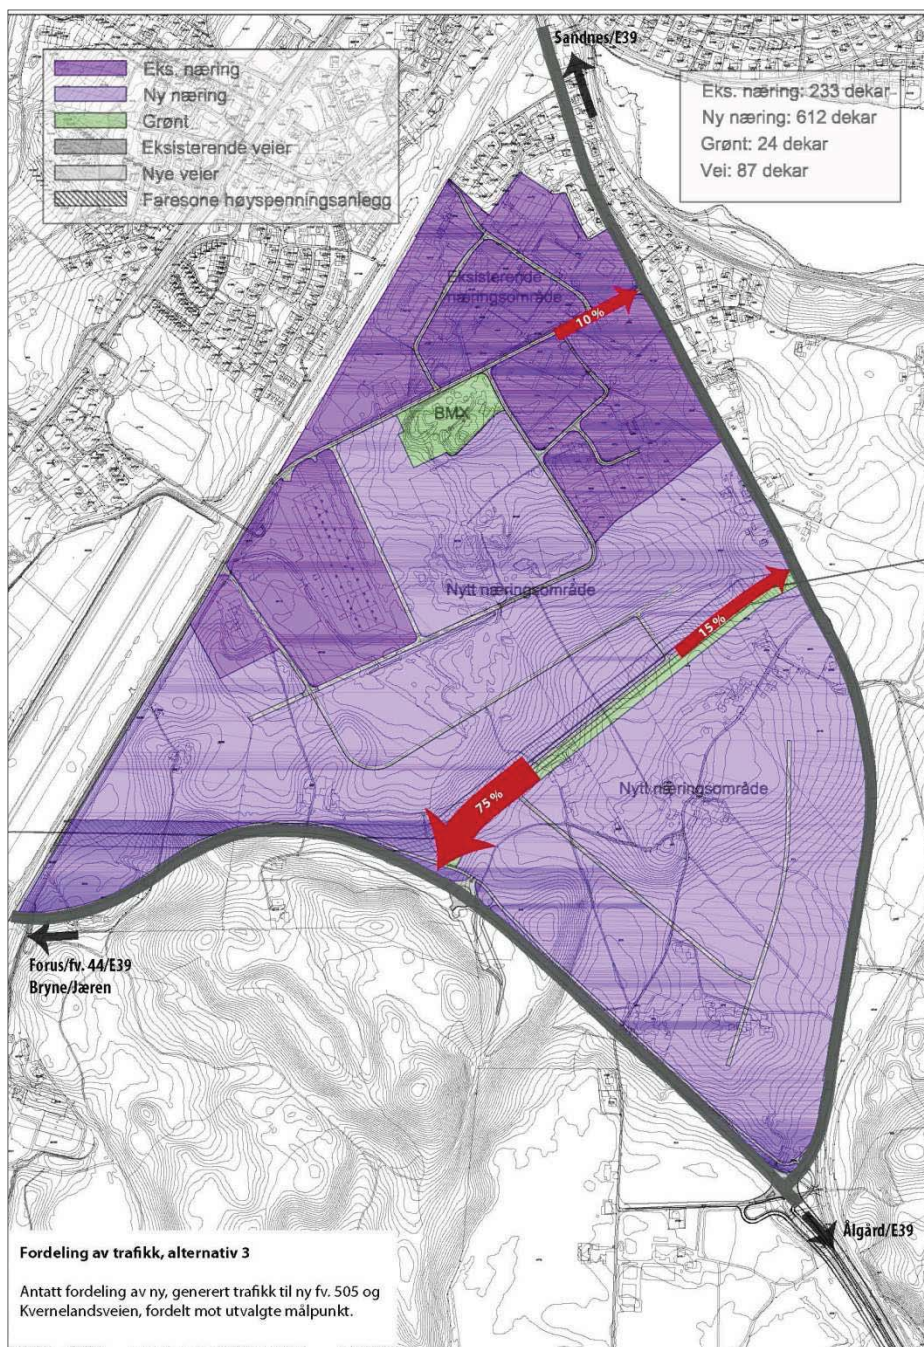 Sandnes/E39
Eks. næring
Ny næring
Grønt
Eksisterende veier
Nye veier
Faresone høyspenningsanlegg
Eks. næring: 233 dekar
Ny næring: 612 dekar
Grønt: 24 dekar
Vei: 87 dekar
Eksisterende
næringsområde
10 %
BMX
Nytt næringsområde
15 %
75 %
Nytt næringsområde
Forus/fv. 44/E39
Bryne/Jæren
Ålgård/E39
Fordeling av trafikk, alternativ 3
Antatt fordeling av ny, generert trafikk til ny fv. 505 og
Kvernelandsveien, fordelt mot utvalgte målpunkt.